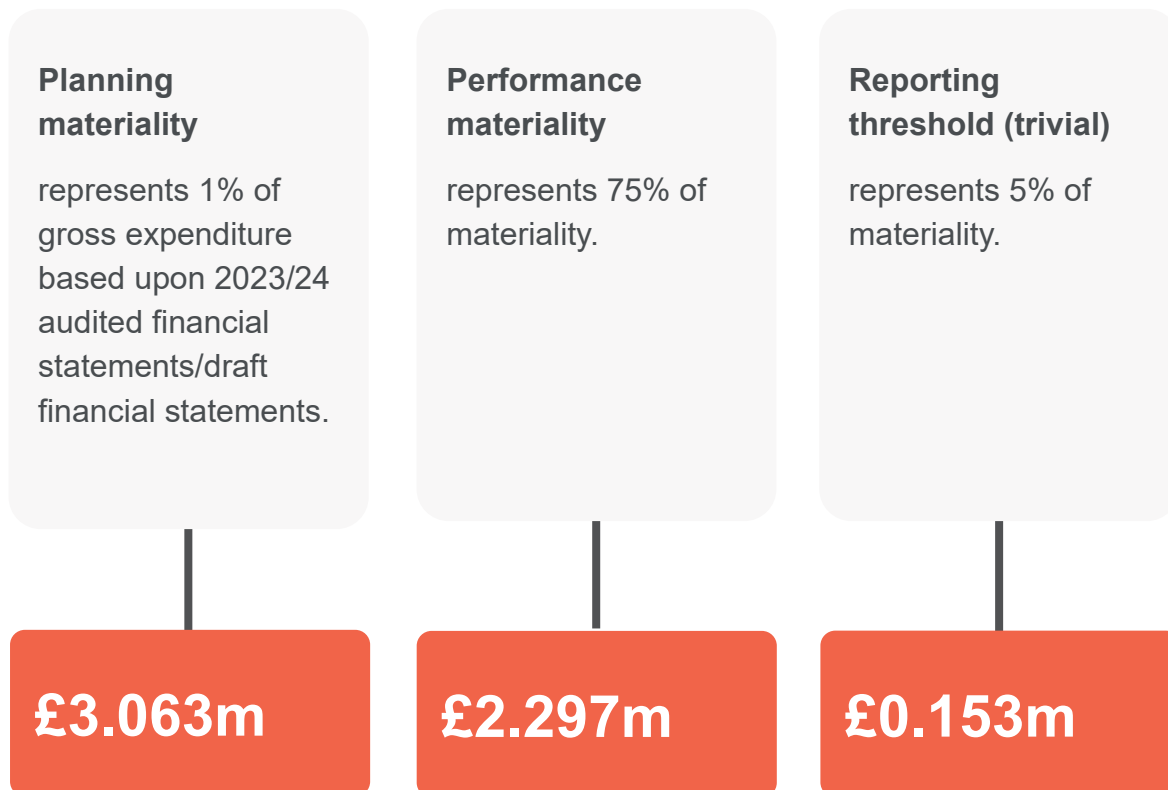 Planning
materiality
represents 1% of
gross expenditure
based upon 2023/24
audited financial
statements/draft
financial statements.
£3.063m
Performance
materiality
represents 75% of
materiality.
£2.297m
Reporting
threshold (trivial)
represents 5% of
materiality.
£0.153m